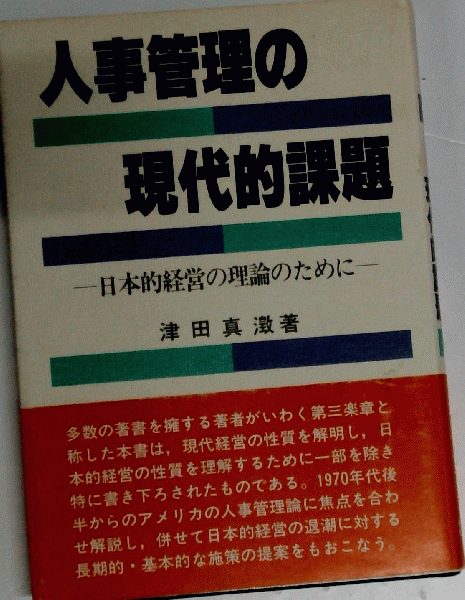 人事管理の
現代的課題
―日本的経営の理論のために―
津田真澂著
多数の著書を擁する著者がいわく第三楽章と
称した本書は，現代経営の性質を解明し，日
本的経営の性質を理解するために一部を除き
特に書き下ろされたものである。1970年代後
半からのアメリカの人事管理論に焦点を合わ
せ解説し，併せて日本的経営の退潮に対する
長期的・基本的な施策の提案をもおこなう。